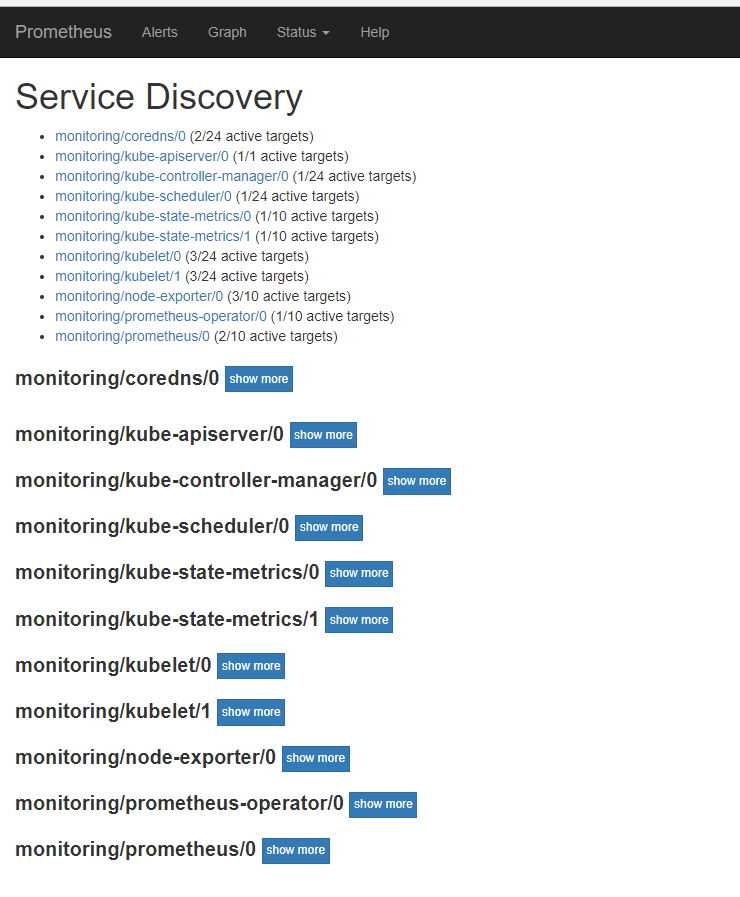 Prometheus Alerts Graph Status Help
Service Discovery
monitoring/coredns/0 (2/24 active targets)
monitoring/kube-apiserver/0 (1/1 active targets)
monitoring/kube-controller-manager/0 (1/24 active targets)
monitoring/kube-scheduler/0 (1/24 active targets)
monitoring/kube-state-metrics/0 (1/10 active targets)
monitoring/kube-state-metrics/1 (1/10 active targets)
monitoring/kubelet/0 (3/24 active targets)
monitoring/kubelet/1 (3/24 active targets)
monitoring/node-exporter/0 (3/10 active targets)
monitoring/prometheus-operator/0 (1/10 active targets)
monitoring/prometheus/0 (2/10 active targets)
monitoring/coredns/0 show more
monitoring/kube-apiserver/0 show more
monitoring/kube-controller-manager/0 show more
monitoring/kube-scheduler/0 show more
monitoring/kube-state-metrics/0 show more
monitoring/kube-state-metrics/1 show more
monitoring/kubelet/0 show more
monitoring/kubelet/1 show more
monitoring/node-exporter/0 show more
monitoring/prometheus-operator/0 show more
monitoring/prometheus/0 show more